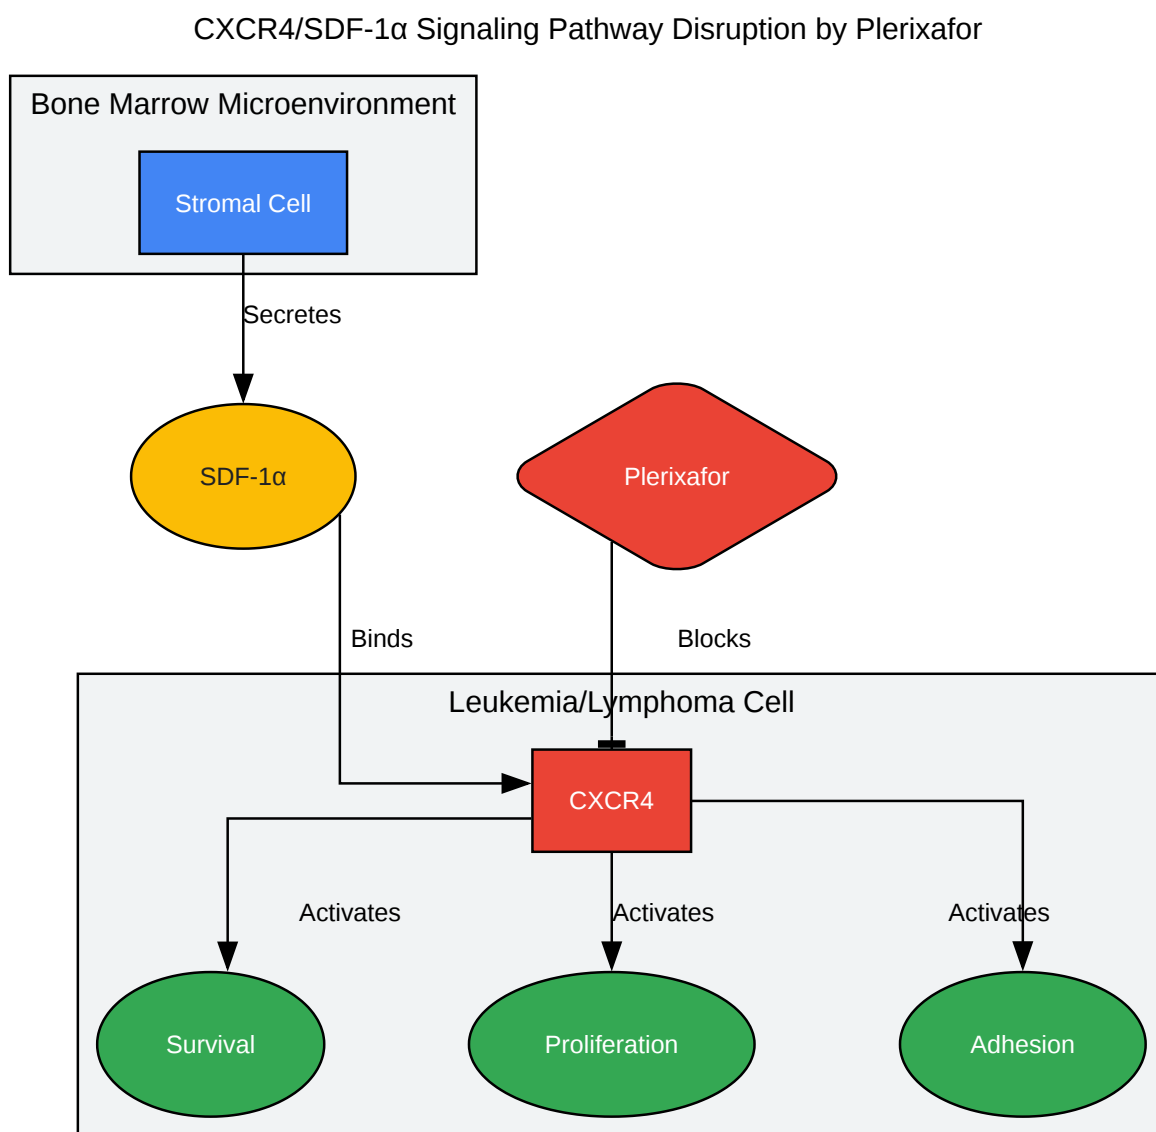 CXCR4/SDF-1α Signaling Pathway Disruption by Plerixafor
Bone Marrow Microenvironment
Stromal Cell
Secretes
SDF-1α
Plerixafor
Binds
Blocks
Leukemia/Lymphoma Cell
CXCR4
Activates
Activates
Activates
Survival
Proliferation
Adhesion